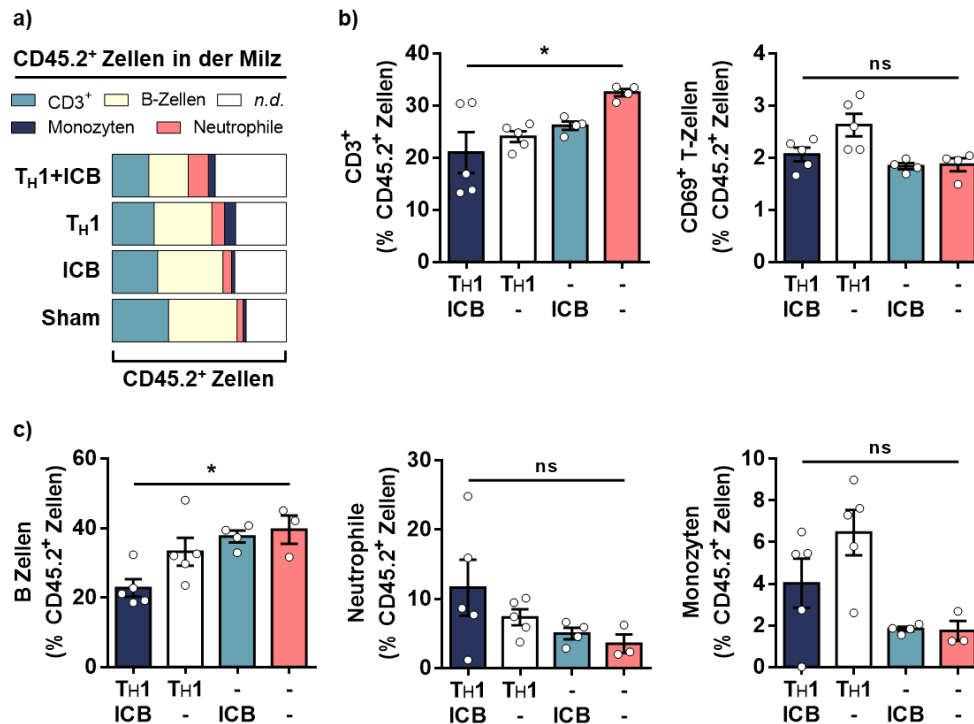 a)
CD45.2⁺ Zellen in der Milz
CD3⁺ B-Zellen n.d.
Monozyten Neutrophile
TH1+ICB
TH1
ICB
Sham
CD45.2⁺ Zellen
b)
CD3⁺
(% CD45.2⁺ Zellen)
40
30
20
10
0
*
TH1 TH1 - -
ICB - ICB -
CD69⁺ T-Zellen
(% CD45.2⁺ Zellen)
4
3
2
1
0
ns
TH1 TH1 - -
ICB - ICB -
c)
B Zellen
(% CD45.2⁺ Zellen)
60
40
20
0
*
TH1 TH1 - -
ICB - ICB -
Neutrophile
(% CD45.2⁺ Zellen)
30
20
10
0
ns
TH1 TH1 - -
ICB - ICB -
Monozyten
(% CD45.2⁺ Zellen)
10
8
6
4
2
0
ns
TH1 TH1 - -
ICB - ICB -